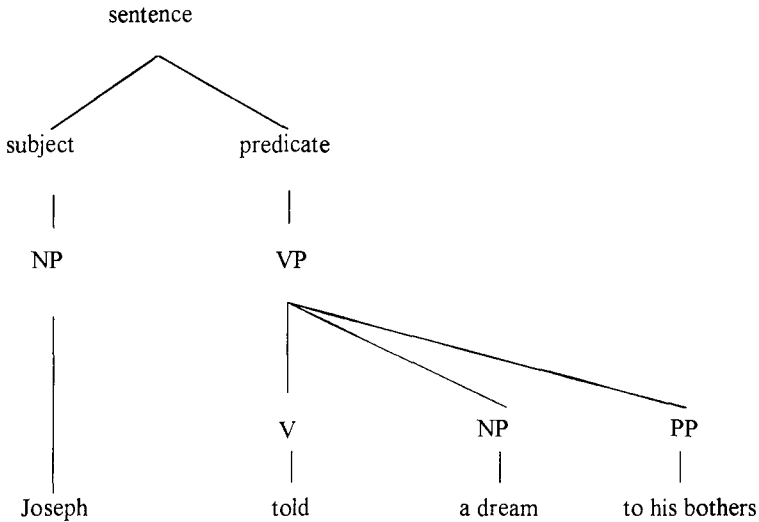 sentence
subject predicate
NP VP
V NP PP
Joseph told a dream to his bothers